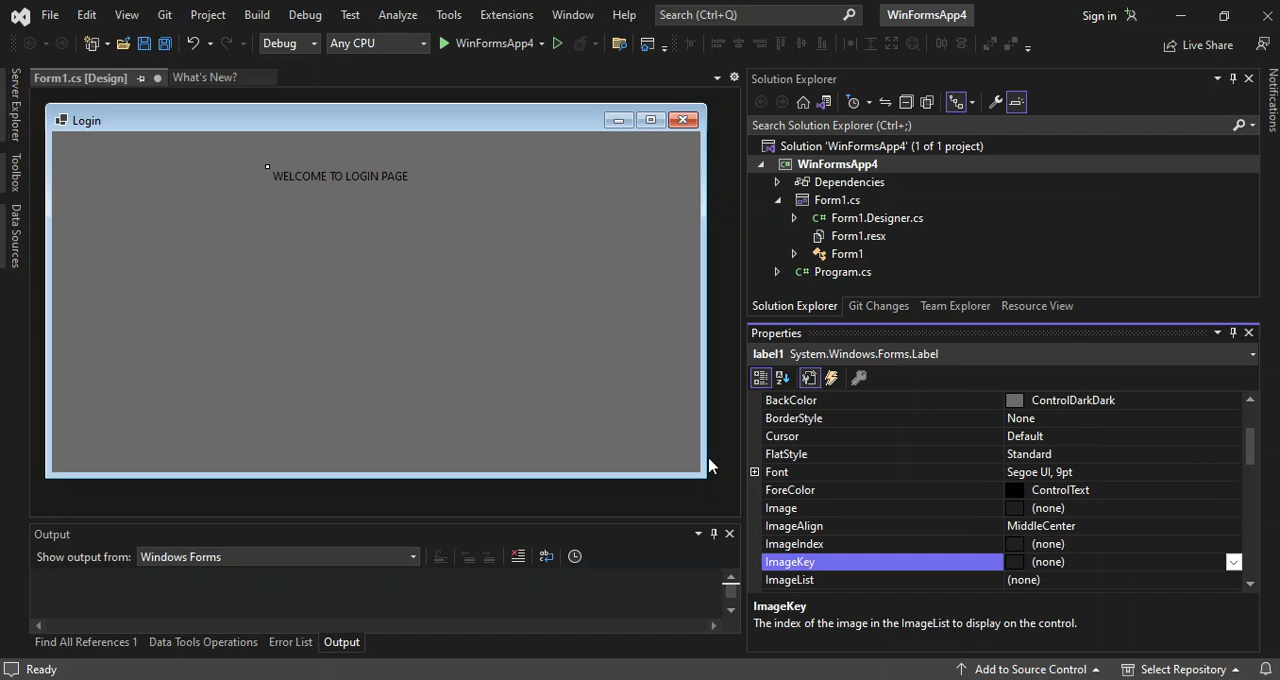 File Edit View Git Project Build Debug Test Analyze Tools Extensions Window Help Search (Ctrl+Q) WinFormsApp4 Sign in
Debug Any CPU WinFormsApp4 Live Share
Server Explorer
Toolbox
Data Sources
Form1.cs [Design] What's New?
Login
WELCOME TO LOGIN PAGE
Output
Show output from: Windows Forms
Find All References 1 Data Tools Operations Error List Output
Solution Explorer
Search Solution Explorer (Ctrl+;)
Solution 'WinFormsApp4' (1 of 1 project)
C# WinFormsApp4
Dependencies
Form1.cs
C# Form1.Designer.cs
Form1.resx
Form1
C# Program.cs
Solution Explorer Git Changes Team Explorer Resource View
Properties
label1 System.Windows.Forms.Label
BackColor ControlDarkDark
BorderStyle None
Cursor Default
FlatStyle Standard
Font Segoe UI, 9pt
ForeColor ControlText
Image (none)
ImageAlign MiddleCenter
ImageIndex (none)
ImageKey (none)
ImageList (none)
ImageKey
The index of the image in the ImageList to display on the control.
Notifications
Ready Add to Source Control Select Repository